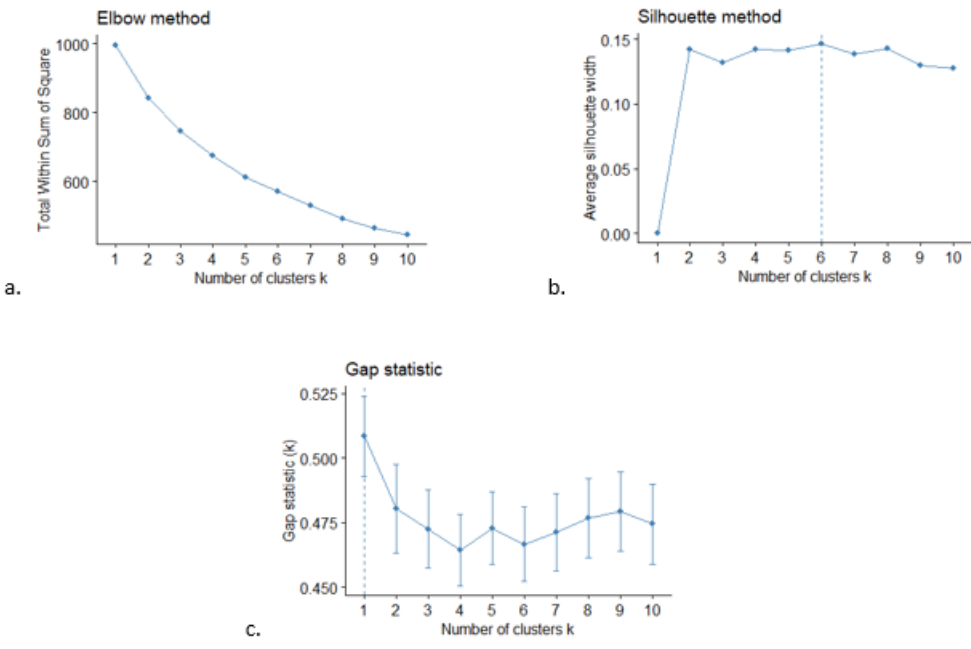 Elbow method
1000
800
600
Total Within Sum of Square
1 2 3 4 5 6 7 8 9 10
Number of clusters k
a.
Silhouette method
0.15
0.10
0.05
0.00
Average silhouette width
1 2 3 4 5 6 7 8 9 10
Number of clusters k
b.
Gap statistic
0.525
0.500
0.475
0.450
Gap statistic (k)
1 2 3 4 5 6 7 8 9 10
Number of clusters k
c.